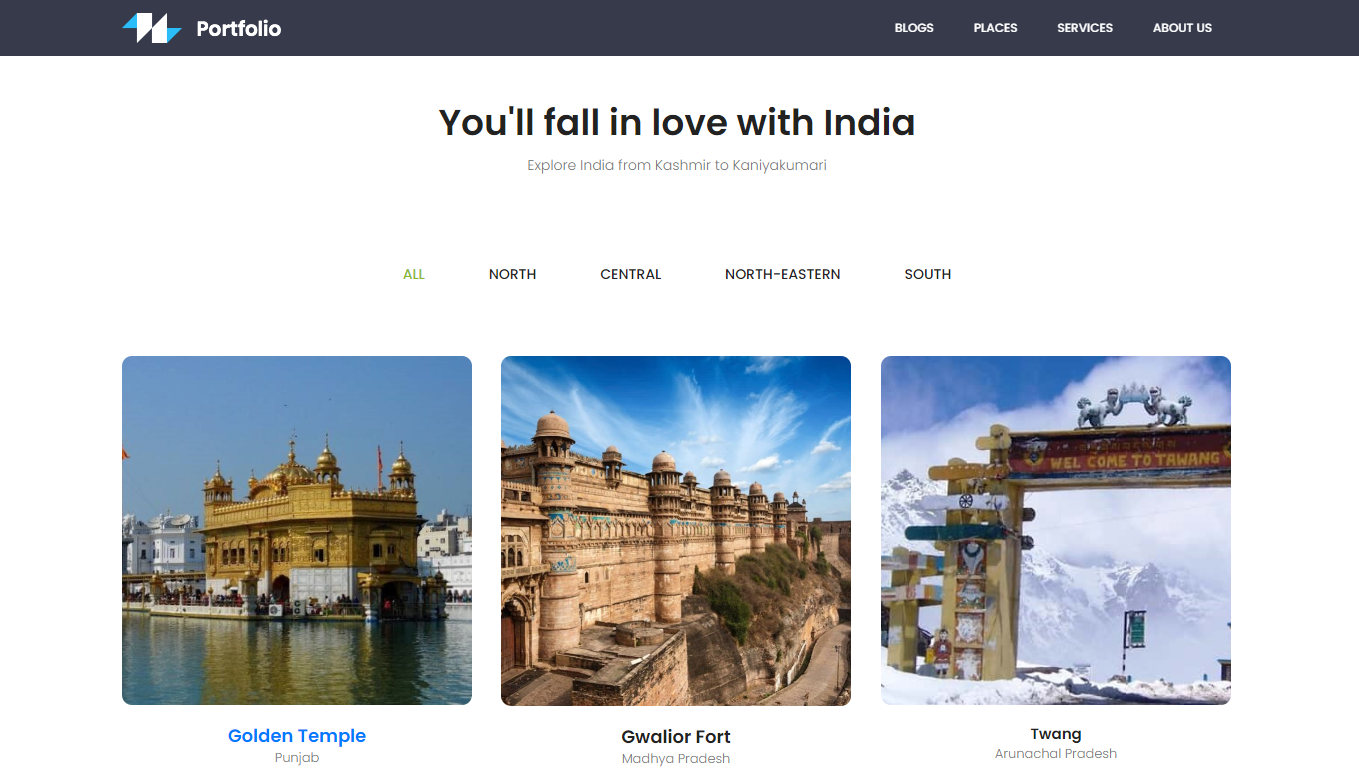 Portfolio
BLOGS PLACES SERVICES ABOUT US
You'll fall in love with India
Explore India from Kashmir to Kaniyakumari
ALL NORTH CENTRAL NORTH-EASTERN SOUTH
WEL COME TO TAWANG
Golden Temple
Punjab
Gwalior Fort
Madhya Pradesh
Twang
Arunachal Pradesh